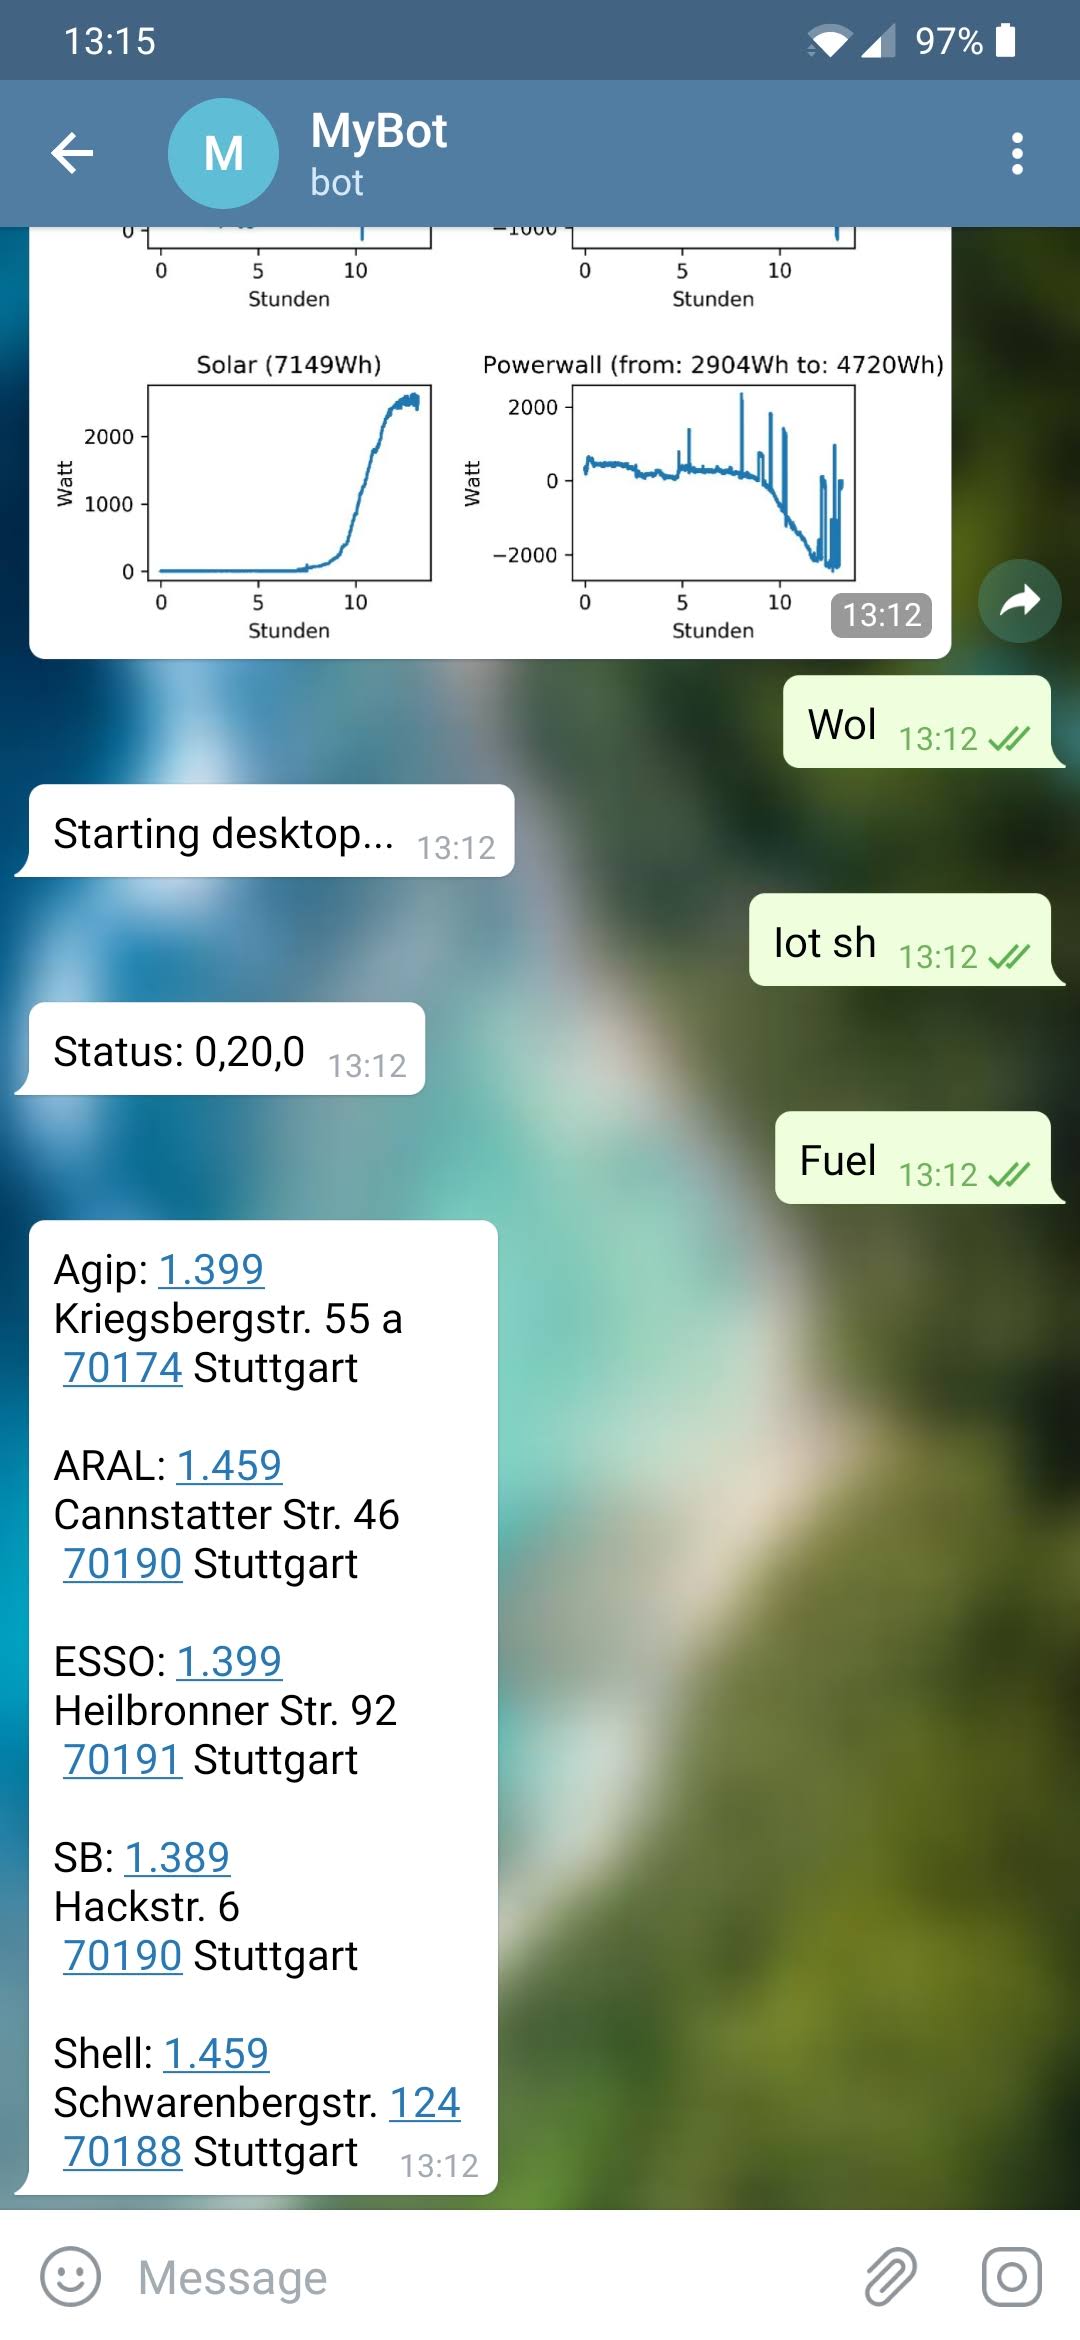 13:15
97%
M
MyBot
bot
0
−1000
0 5 10
0 5 10
Stunden
Stunden
Solar (7149Wh)
Powerwall (from: 2904Wh to: 4720Wh)
Watt
2000
1000
0
Watt
2000
0
−2000
0 5 10
0 5 10
Stunden
Stunden
13:12
Wol 13:12
Starting desktop... 13:12
Iot sh 13:12
Status: 0,20,0 13:12
Fuel 13:12
Agip: 1.399
Kriegsbergstr. 55 a
70174 Stuttgart
ARAL: 1.459
Cannstatter Str. 46
70190 Stuttgart
ESSO: 1.399
Heilbronner Str. 92
70191 Stuttgart
SB: 1.389
Hackstr. 6
70190 Stuttgart
Shell: 1.459
Schwarenbergstr. 124
70188 Stuttgart 13:12
Message